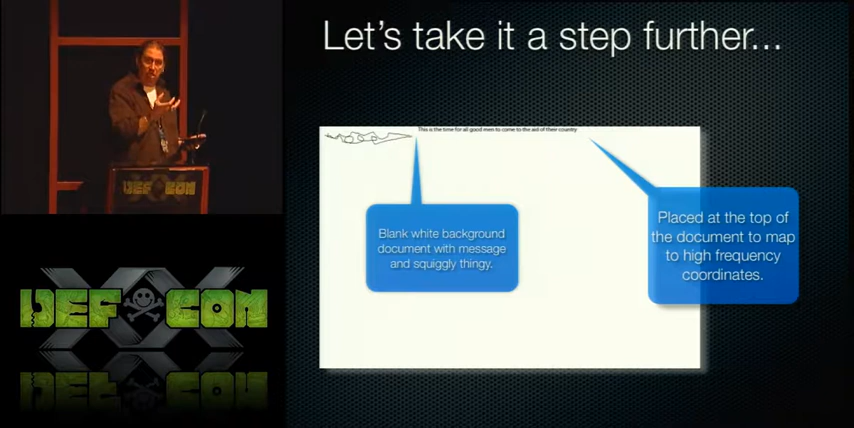 Let's take it a step further...
This is the time for all good men to come to the aid of their country
Blank white background
document with message
and squiggly thingy.
Placed at the top of
the document to map
to high frequency
coordinates.
DEFCON
XX
DEF CON